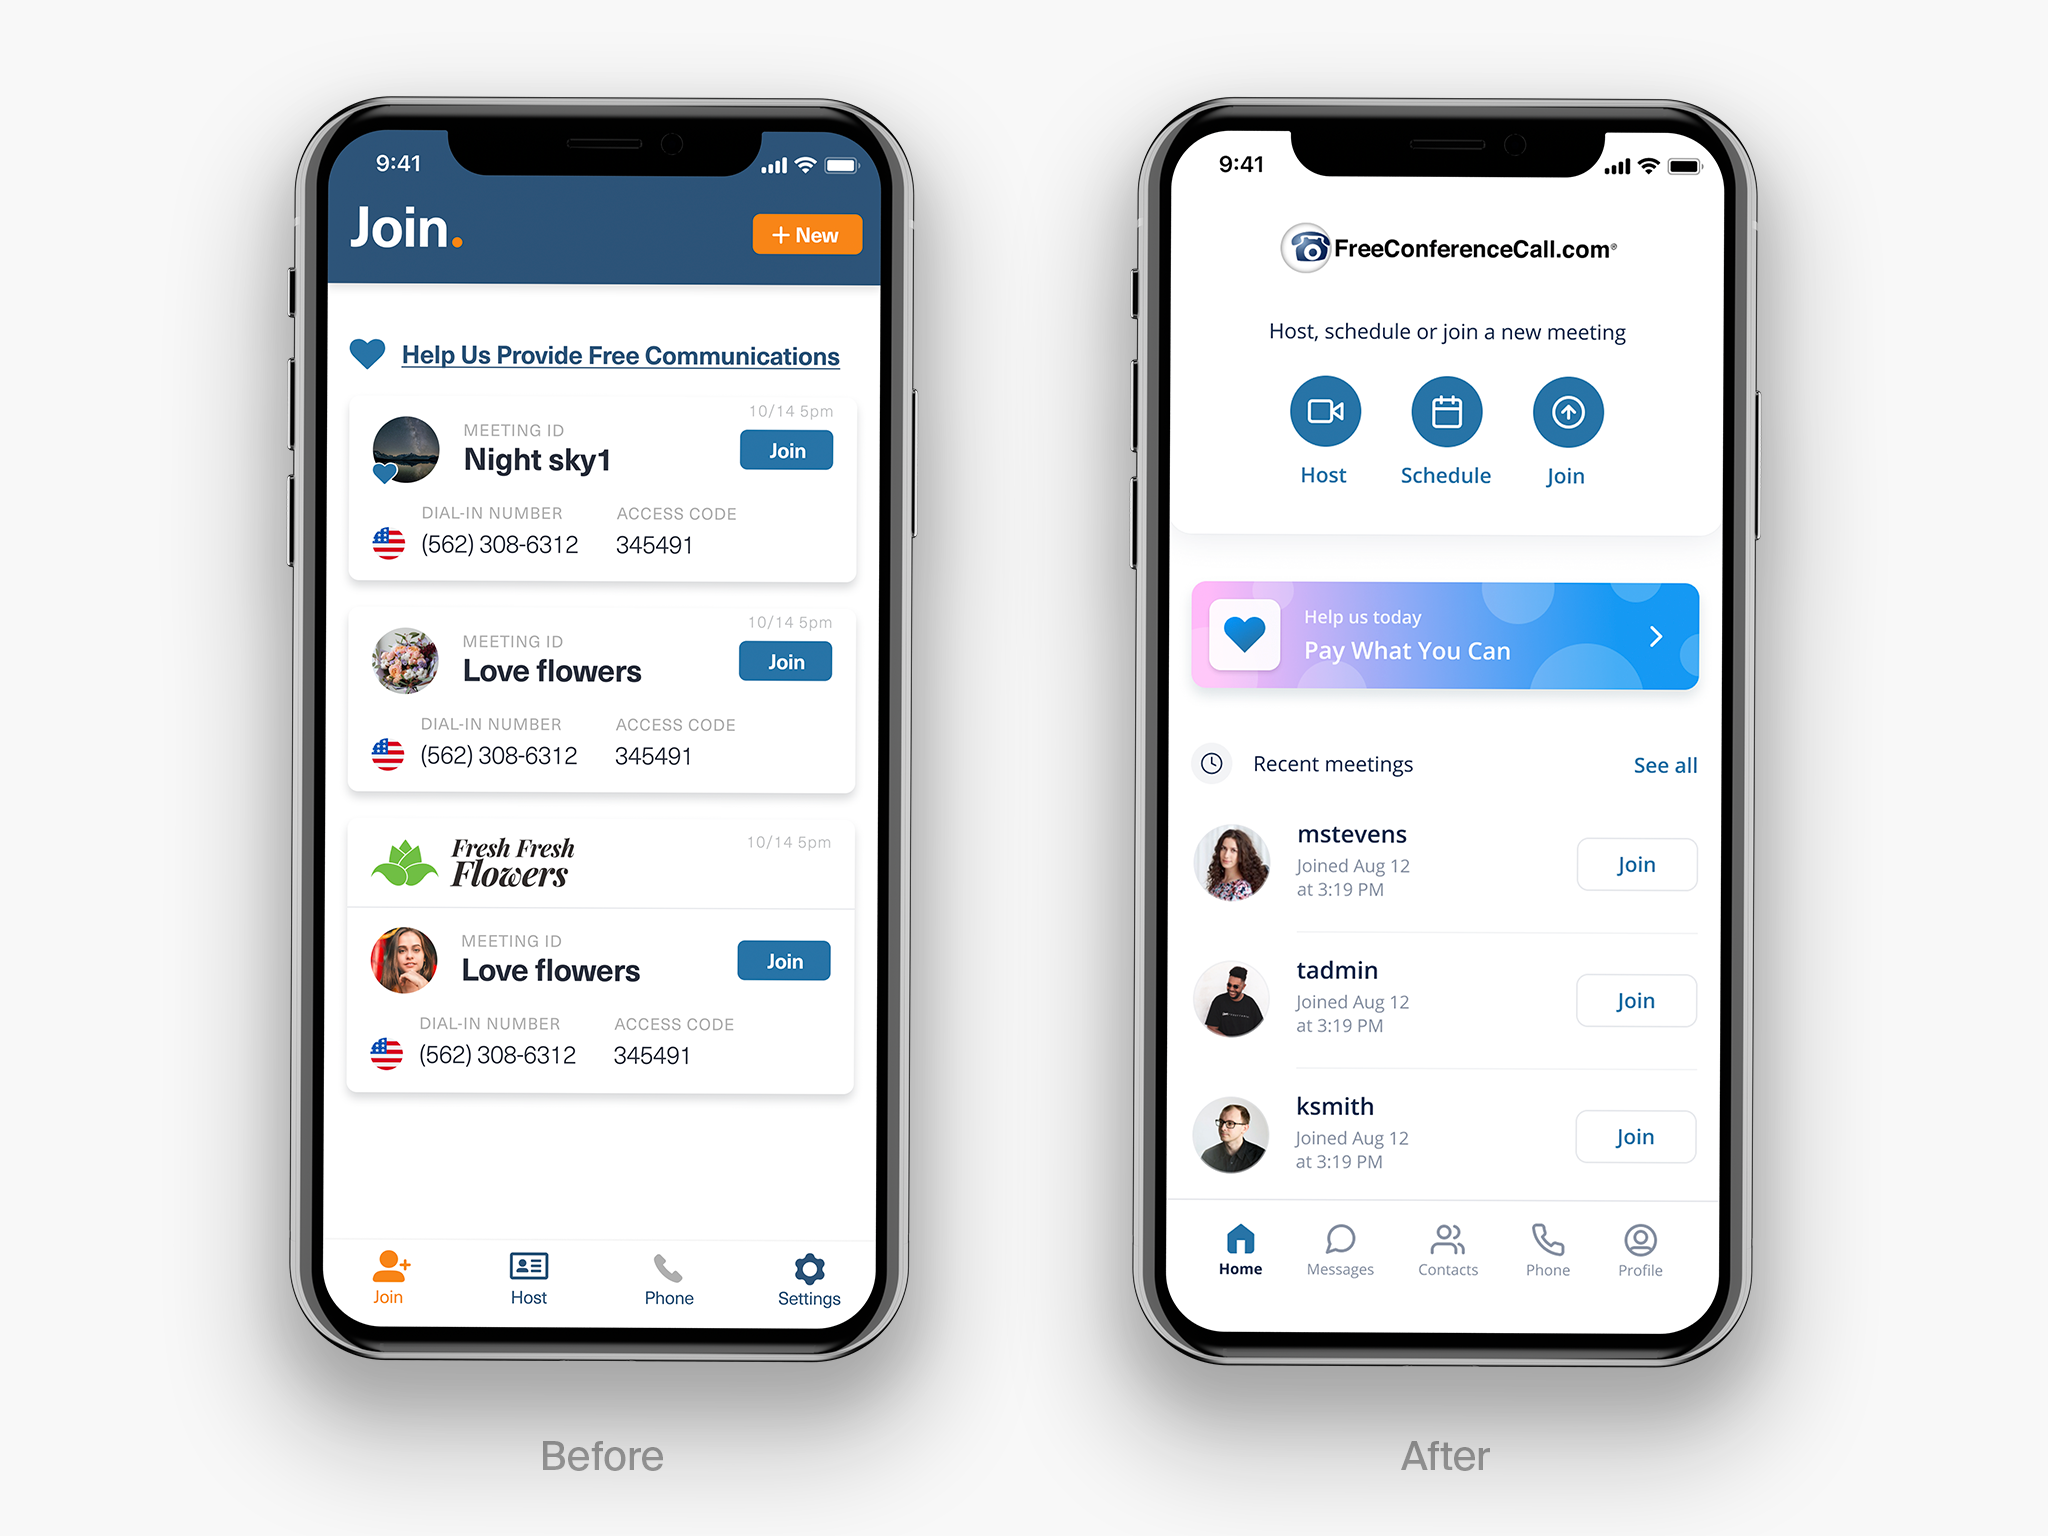 9:41
Join.
+ New
Help Us Provide Free Communications
10/14 5pm
MEETING ID
Night sky1
Join
DIAL-IN NUMBER
ACCESS CODE
(562) 308-6312
345491
10/14 5pm
MEETING ID
Love flowers
Join
DIAL-IN NUMBER
ACCESS CODE
(562) 308-6312
345491
Fresh Fresh
Flowers
10/14 5pm
MEETING ID
Love flowers
Join
DIAL-IN NUMBER
ACCESS CODE
(562) 308-6312
345491
Join
Host
Phone
Settings
Before
9:41
FreeConferenceCall.com®
Host, schedule or join a new meeting
Host
Schedule
Join
Help us today
Pay What You Can
Recent meetings
See all
mstevens
Joined Aug 12
at 3:19 PM
Join
tadmin
Joined Aug 12
at 3:19 PM
Join
ksmith
Joined Aug 12
at 3:19 PM
Join
Home
Messages
Contacts
Phone
Profile
After